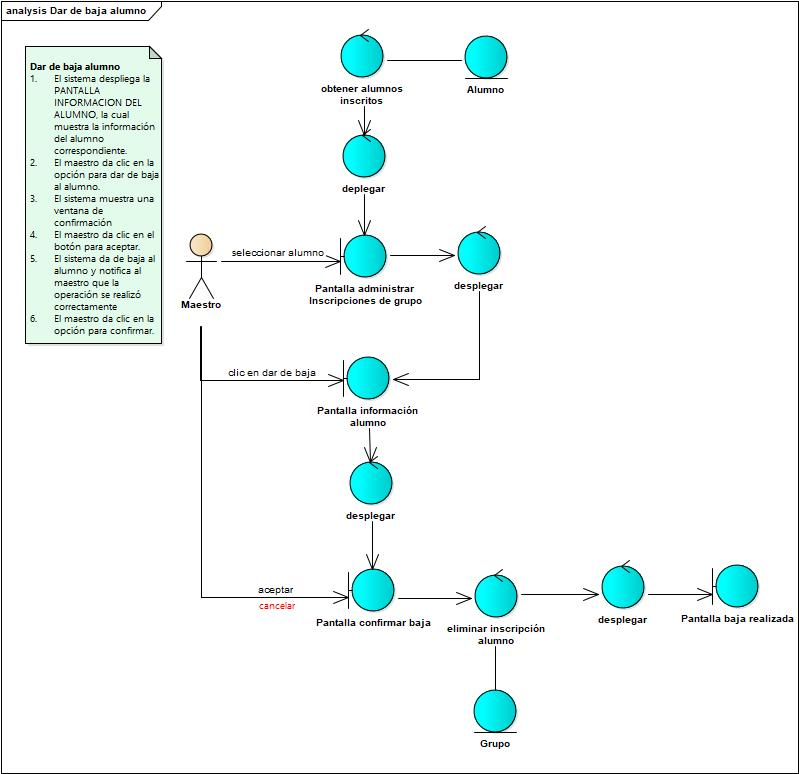 analysis Dar de baja alumno
Dar de baja alumno
1. El sistema despliega la
PANTALLA
INFORMACION DEL
ALUMNO, la cual
muestra la información
del alumno
correspondiente.
2. El maestro da clic en la
opción para dar de baja
al alumno.
3. El sistema muestra una
ventana de
confirmación
4. El maestro da clic en el
botón para aceptar.
5. El sistema da de baja al
alumno y notifica al
maestro que la
operación se realizó
correctamente
6. El maestro da clic en la
opción para confirmar.
obtener alumnos
inscritos
Alumno
deplegar
seleccionar alumno
Maestro
Pantalla administrar
Inscripciones de grupo
desplegar
clic en dar de baja
Pantalla información
alumno
desplegar
aceptar
cancelar
Pantalla confirmar baja
eliminar inscripción
alumno
desplegar
Pantalla baja realizada
Grupo